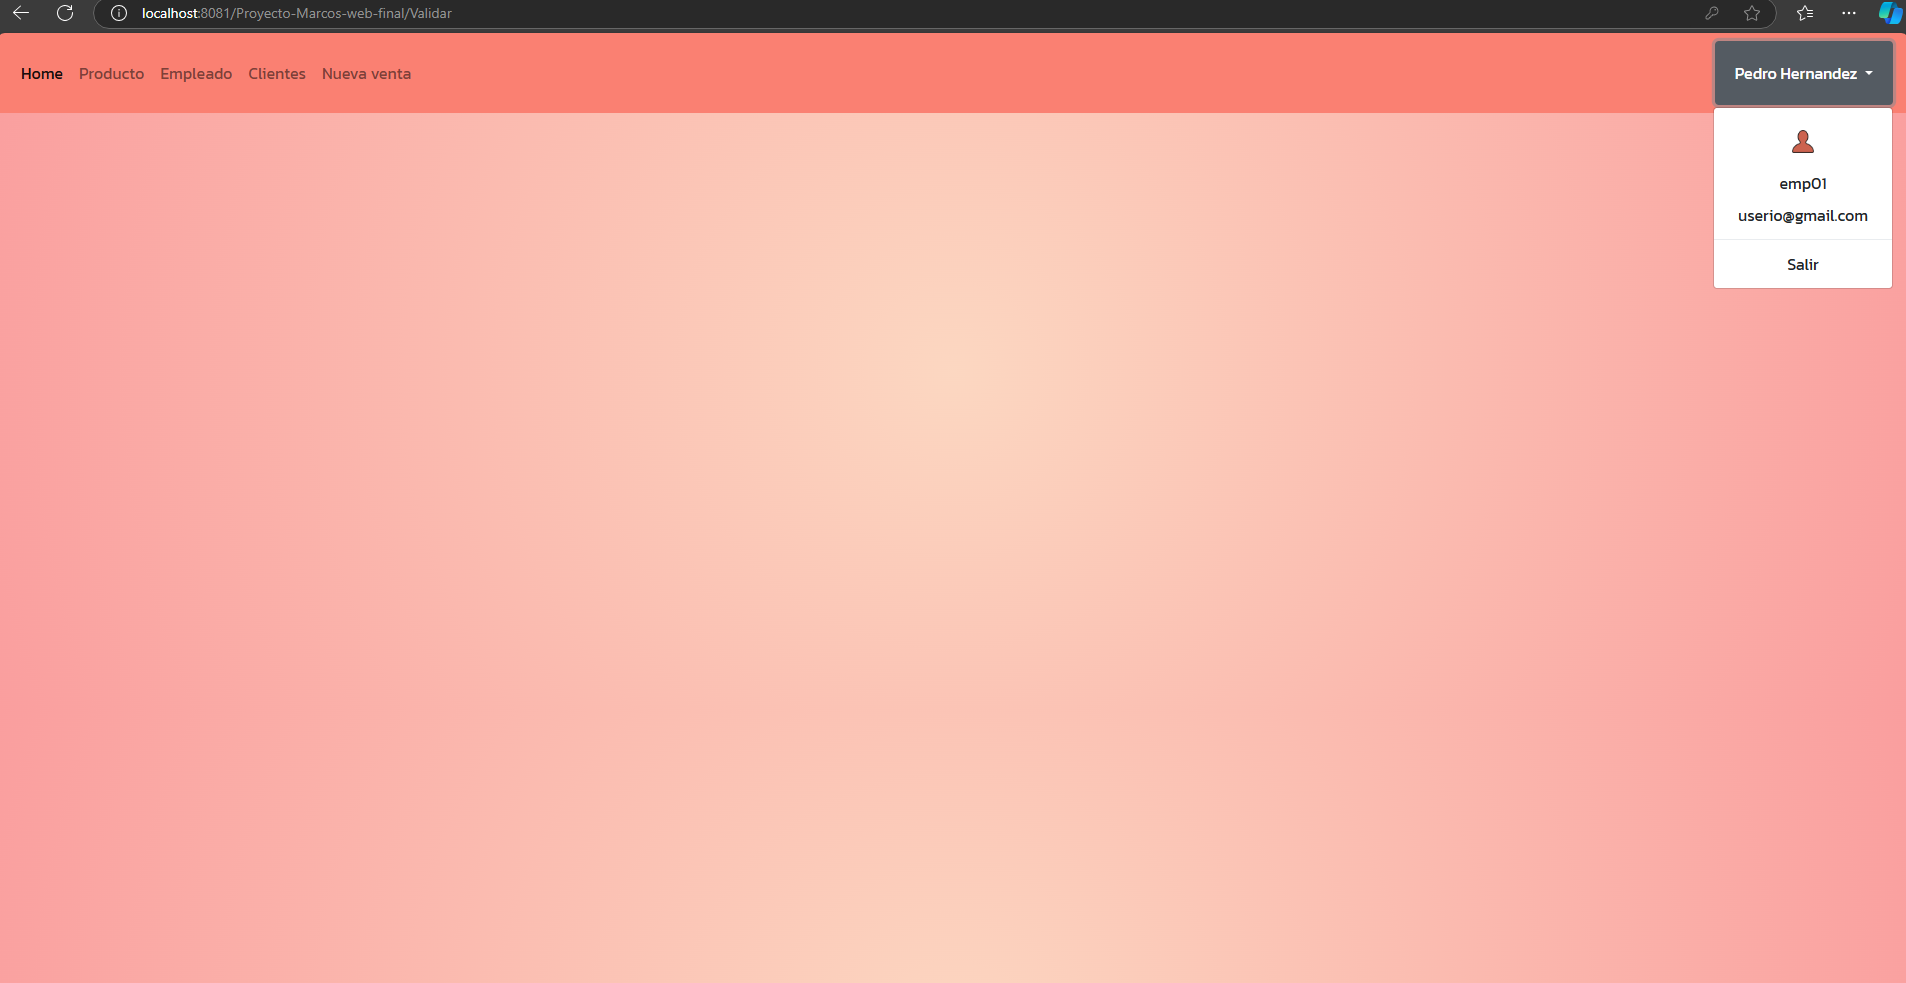 localhost:8081/Proyecto-Marcos-web-final/Validar
Home Producto Empleado Clientes Nueva venta Pedro Hernandez
emp01
userio@gmail.com
Salir